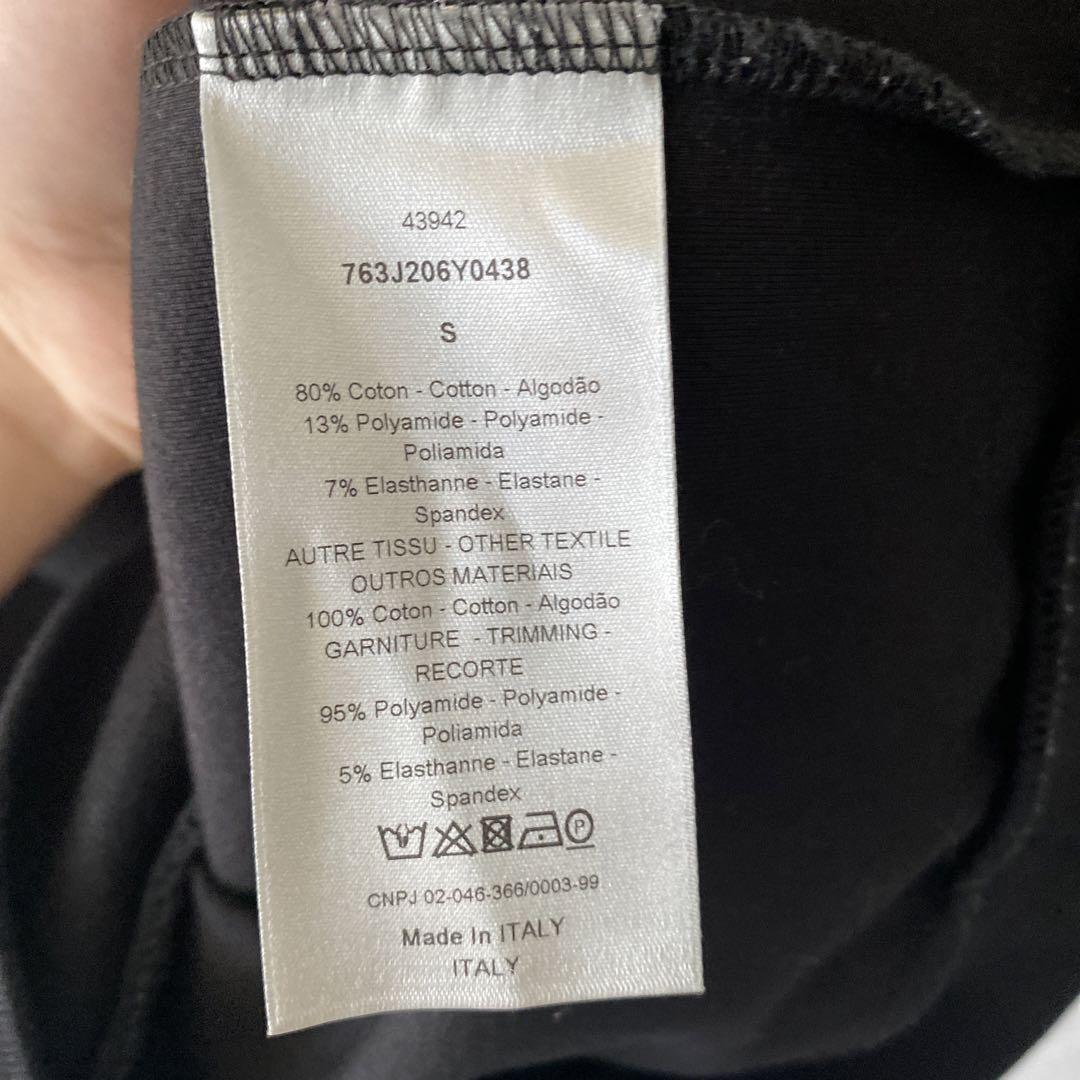 43942
763J206Y0438
S
80% Coton - Cotton - Algodão
13% Polyamide - Polyamide -
Poliamida
7% Elasthanne - Elastane -
Spandex
AUTRE TISSU - OTHER TEXTILE
OUTROS MATERIAIS
100% Coton - Cotton - Algodão
GARNITURE - TRIMMING -
RECORTE
95% Polyamide - Polyamide -
Poliamida
5% Elasthanne - Elastane -
Spandex
P
CNPJ 02-046-366/0003-99
Made In ITALY
ITALY